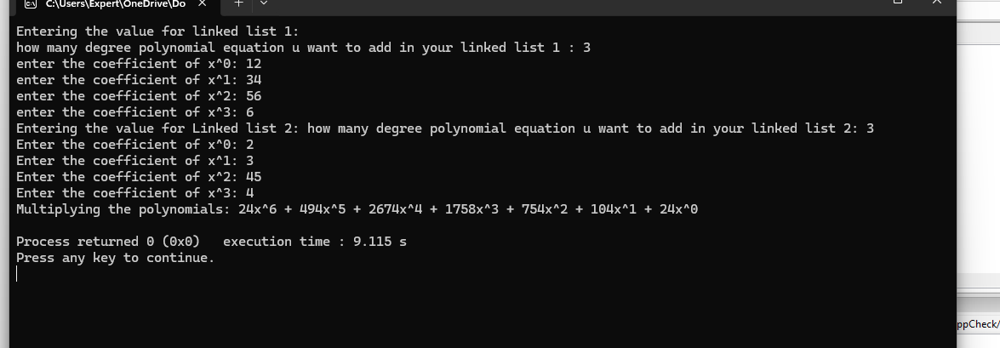 C:\Users\Expert\OneDrive\Do
Entering the value for linked list 1:
how many degree polynomial equation u want to add in your linked list 1 : 3
enter the coefficient of x^0: 12
enter the coefficient of x^1: 34
enter the coefficient of x^2: 56
enter the coefficient of x^3: 6
Entering the value for Linked list 2: how many degree polynomial equation u want to add in your linked list 2: 3
Enter the coefficient of x^0: 2
Enter the coefficient of x^1: 3
Enter the coefficient of x^2: 45
Enter the coefficient of x^3: 4
Multiplying the polynomials: 24x^6 + 494x^5 + 2674x^4 + 1758x^3 + 754x^2 + 104x^1 + 24x^0
Process returned 0 (0x0)   execution time : 9.115 s
Press any key to continue.
ppCheck/